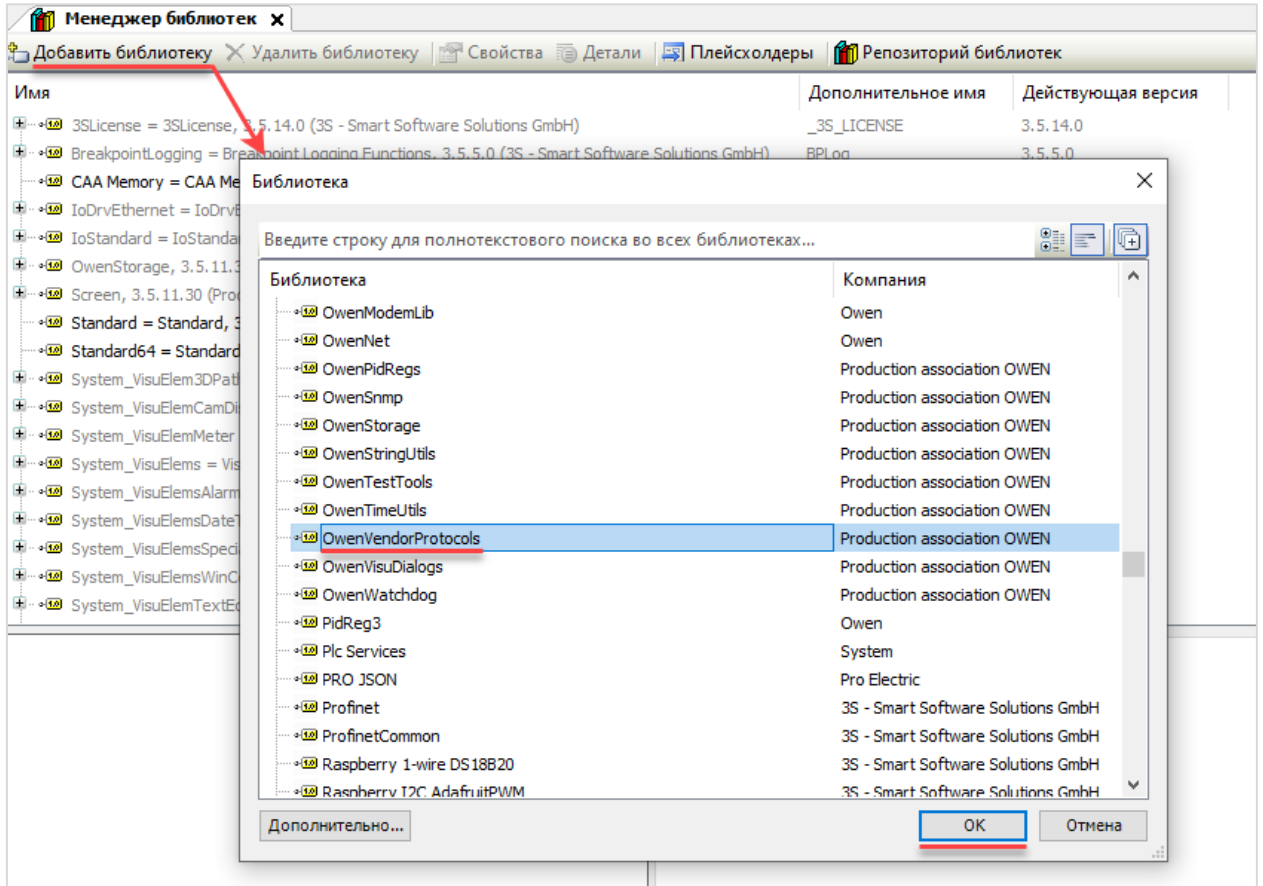 Менеджер библиотек
Добавить библиотеку Удалить библиотеку Свойства Детали Плейсхолдеры Репозиторий библиотек
Имя Дополнительное имя Действующая версия
3SLicense = 3SLicense, 3.5.14.0 (3S - Smart Software Solutions GmbH) _3S_LICENSE 3.5.14.0
BreakpointLogging = Breakpoint Logging Functions, 3.5.5.0 (3S - Smart Software Solutions GmbH) BPLog 3.5.5.0
CAA Memory = CAA Me
IoDrvEthernet = IoDrvE
IoStandard = IoStanda
OwenStorage, 3.5.11.3
Screen, 3.5.11.30 (Pro
Standard = Standard, 3
Standard64 = Standard
System_VisuElem3DPat
System_VisuElemCamDi
System_VisuElemMeter
System_VisuElems = Vis
System_VisuElemsAlarm
System_VisuElemsDateT
System_VisuElemsSpeci
System_VisuElemsWinC
System_VisuElemTextEd
Библиотека
Введите строку для полнотекстового поиска во всех библиотеках...
Библиотека Компания
OwenModemLib Owen
OwenNet Owen
OwenPidRegs Production association OWEN
OwenSnmp Production association OWEN
OwenStorage Production association OWEN
OwenStringUtils Production association OWEN
OwenTestTools Production association OWEN
OwenTimeUtils Production association OWEN
OwenVendorProtocols Production association OWEN
OwenVisuDialogs Production association OWEN
OwenWatchdog Production association OWEN
PidReg3 Owen
Plc Services System
PRO JSON Pro Electric
Profinet 3S - Smart Software Solutions GmbH
ProfinetCommon 3S - Smart Software Solutions GmbH
Raspberry 1-wire DS18B20 3S - Smart Software Solutions GmbH
Raspberry I2C AdafruitPWM 3S - Smart Software Solutions GmbH
Дополнительно... OK Отмена